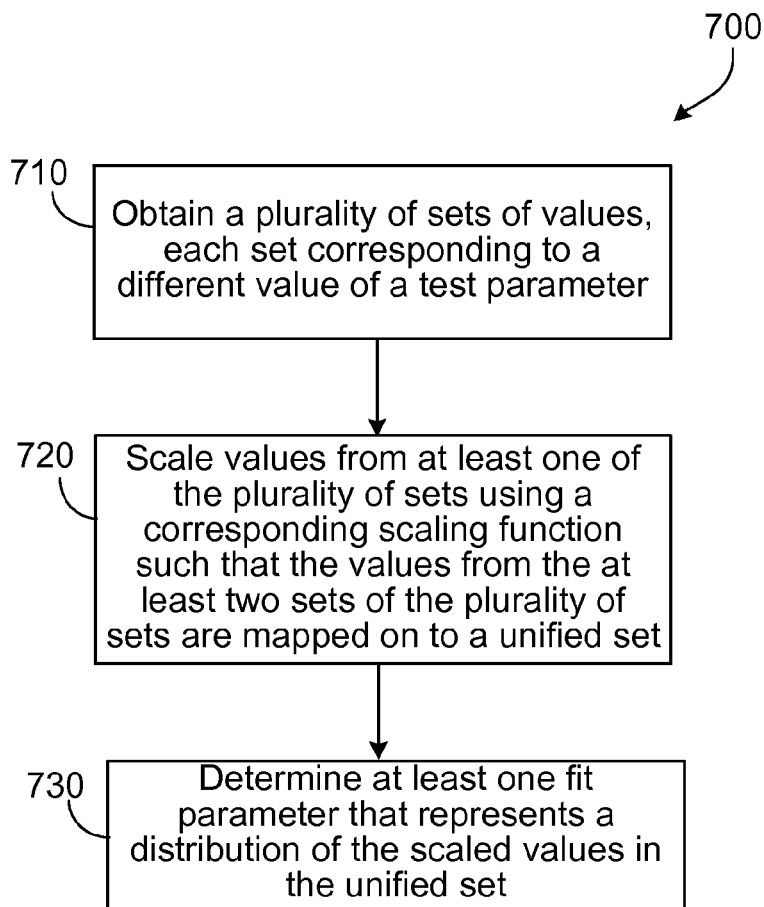 700
710
Obtain a plurality of sets of values,
each set corresponding to a
different value of a test parameter
720
Scale values from at least one of
the plurality of sets using a
corresponding scaling function
such that the values from the at
least two sets of the plurality of
sets are mapped on to a unified set
730
Determine at least one fit
parameter that represents a
distribution of the scaled values in
the unified set